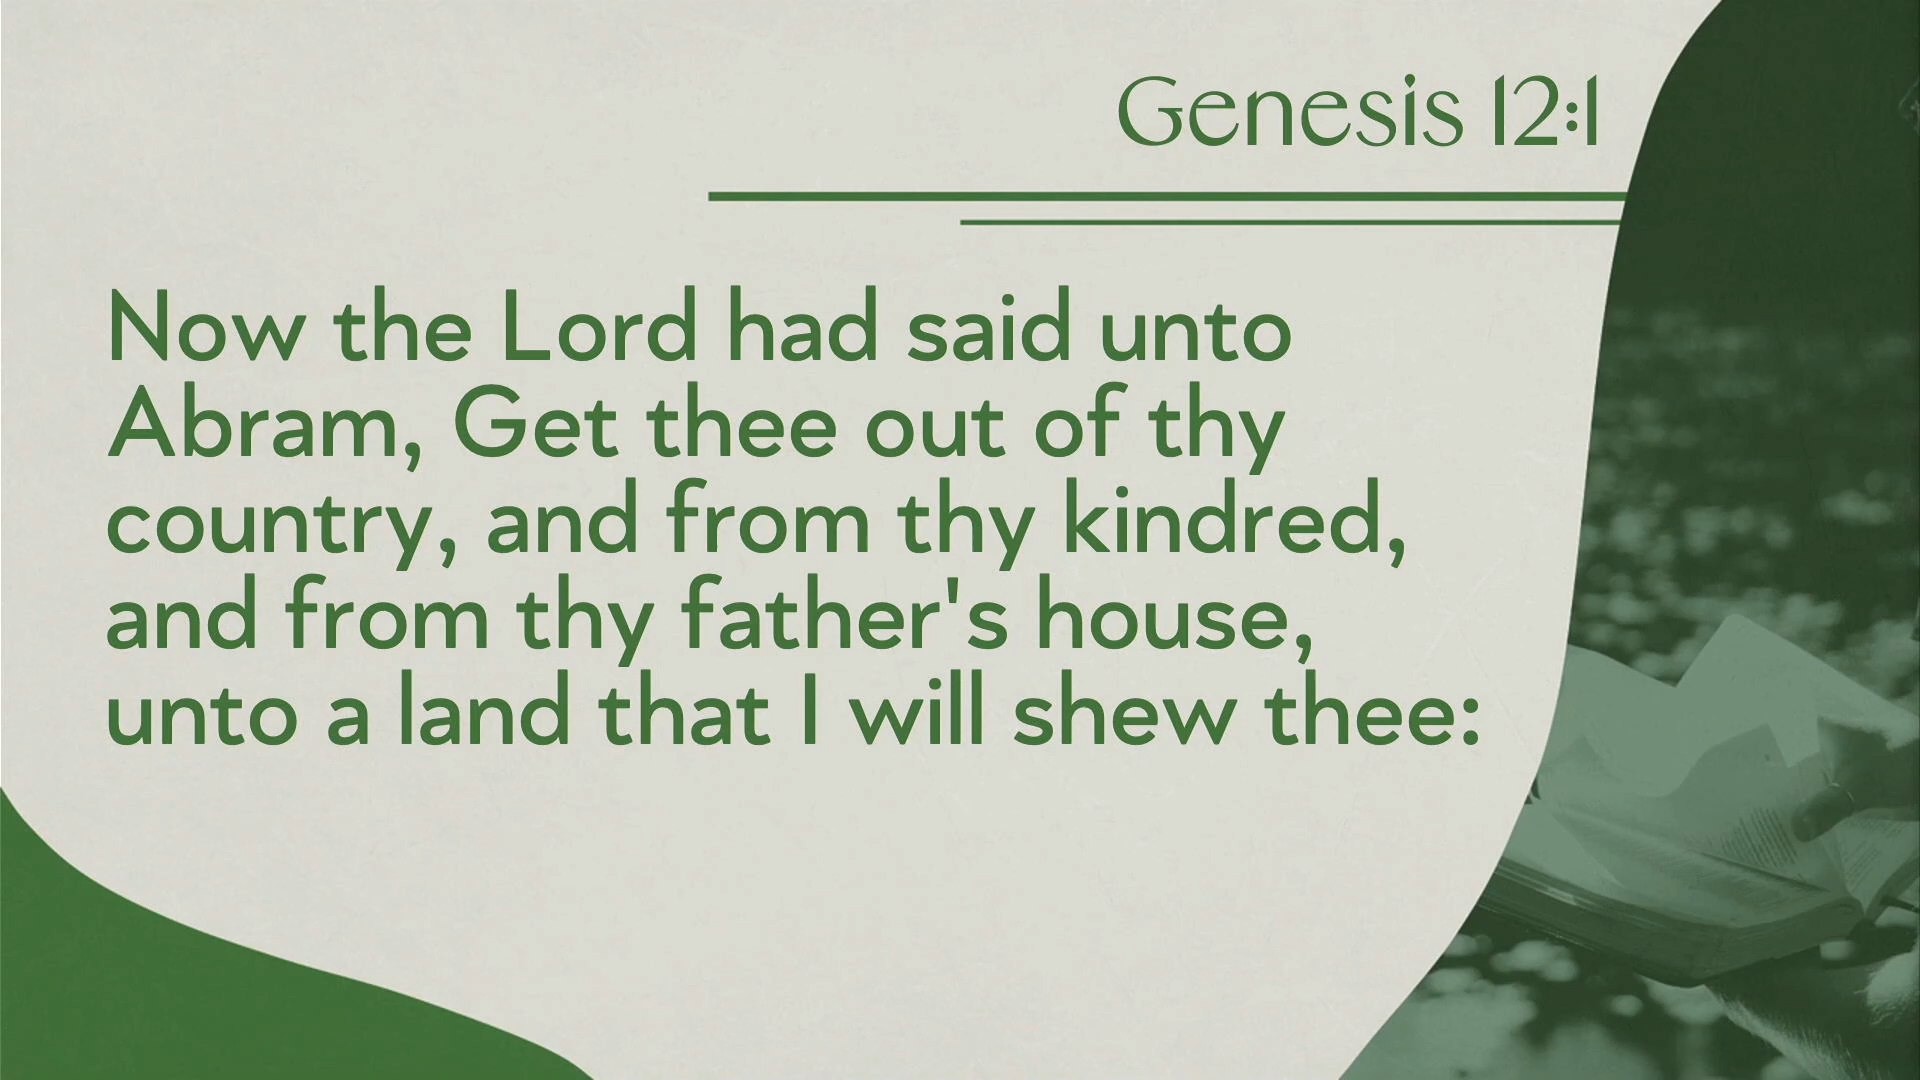 Genesis 12:1
Now the Lord had said unto
Abram, Get thee out of thy
country, and from thy kindred,
and from thy father's house,
unto a land that I will shew thee: